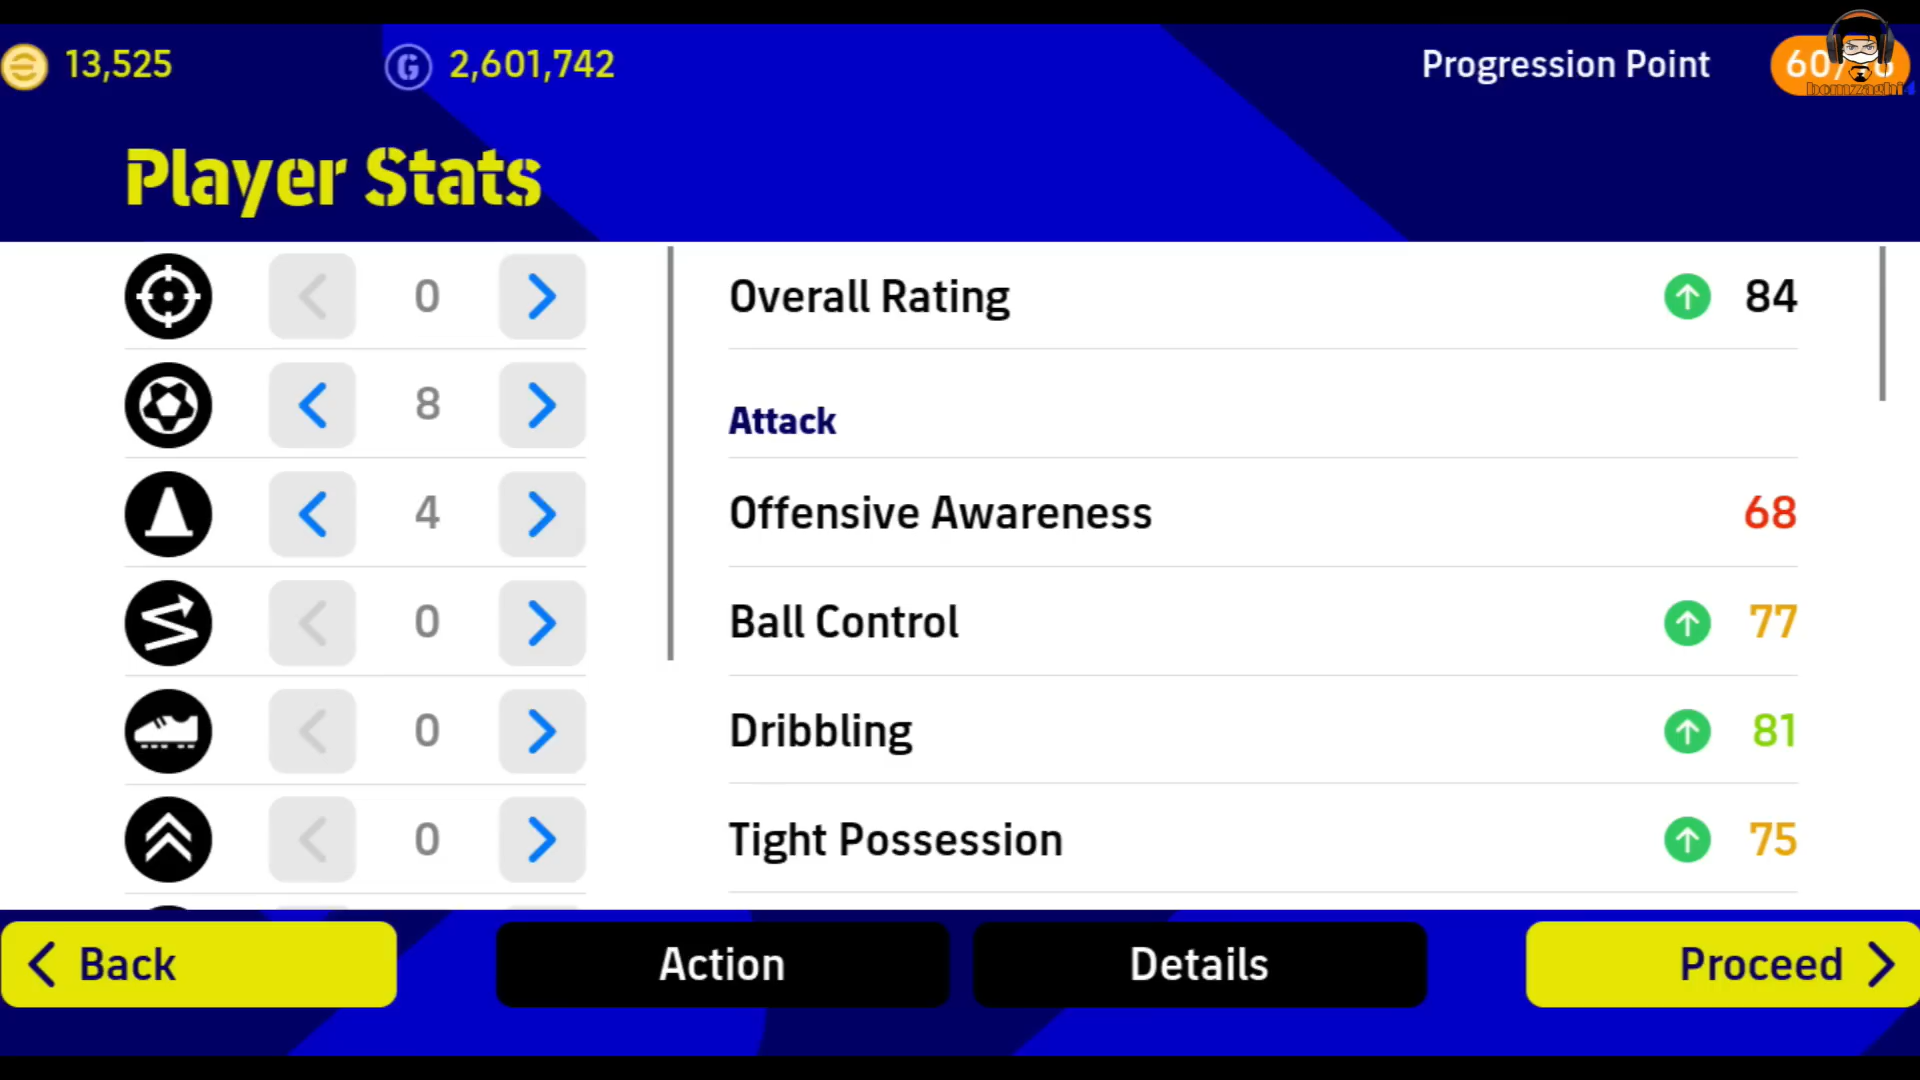 13,525
2,601,742
Progression Point
60/
Player Stats
0
Overall Rating 84
8
Attack
4
Offensive Awareness 68
0
Ball Control 77
0
Dribbling 81
0
Tight Possession 75
Back
Action
Details
Proceed